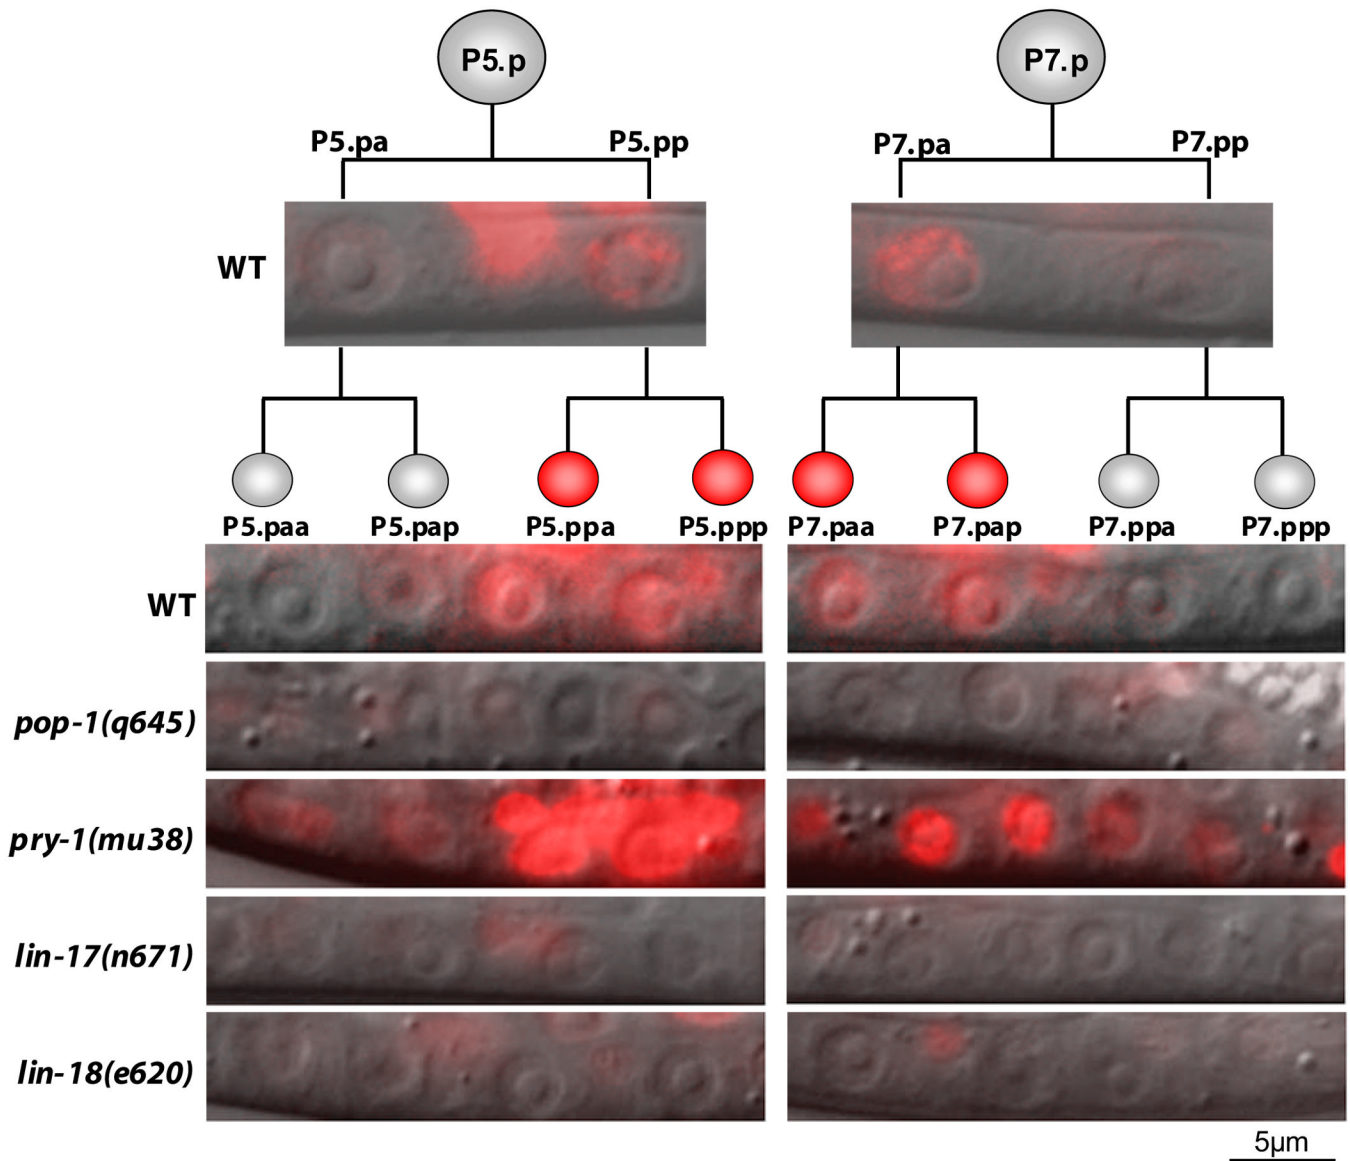 P5.p P7.p
P5.pa P5.pp P7.pa P7.pp
WT
P5.paa P5.pap P5.ppa P5.ppp P7.paa P7.pap P7.ppa P7.ppp
WT
pop-1(q645)
pry-1(mu38)
lin-17(n671)
lin-18(e620)
5µm